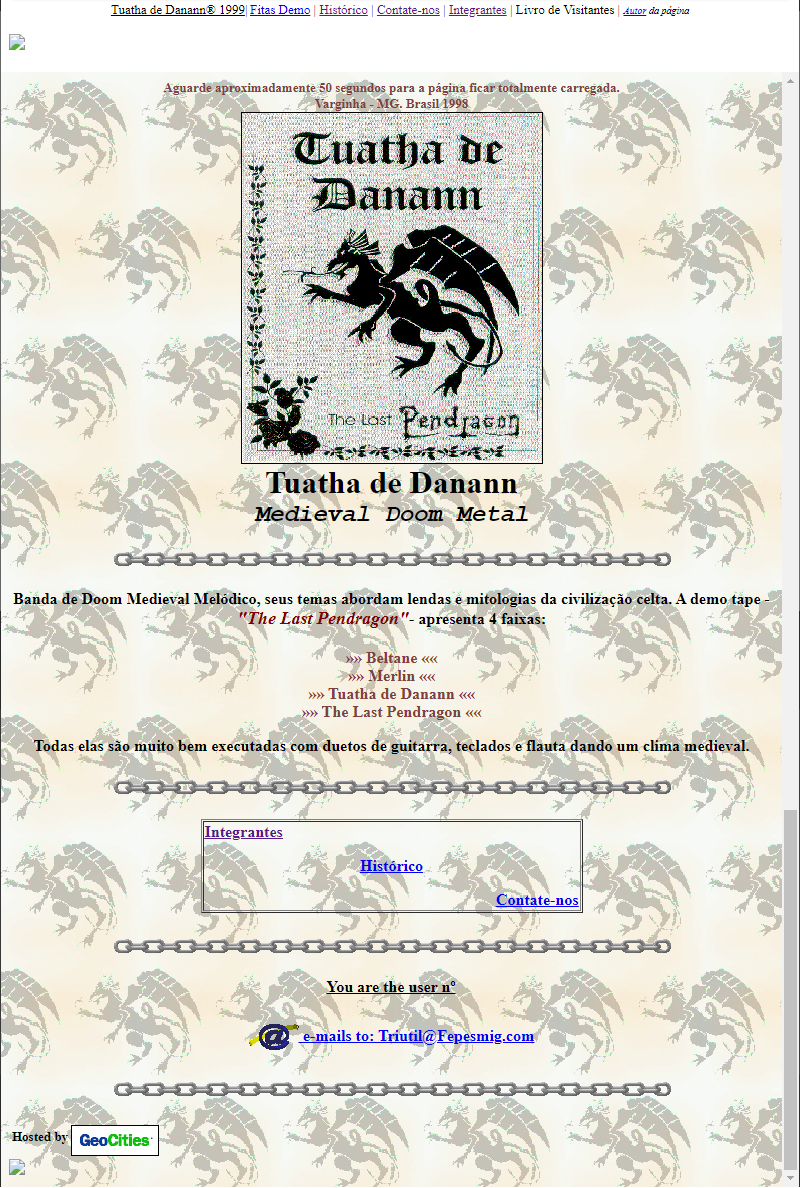 Tuatha de Danann® 1999| Fitas Demo | Histórico | Contate-nos | Integrantes | Livro de Visitantes | Autor da página
Aguarde aproximadamente 50 segundos para a página ficar totalmente carregada.
Varginha - MG. Brasil 1998
Tuatha de
Danann
The Last Pendragon
Tuatha de Danann
Medieval Doom Metal
Banda de Doom Medieval Melódico, seus temas abordam lendas e mitologias da civilização celta. A demo tape -
"The Last Pendragon"- apresenta 4 faixas:
»» Beltane ««
»» Merlin ««
»» Tuatha de Danann ««
»» The Last Pendragon ««
Todas elas são muito bem executadas com duetos de guitarra, teclados e flauta dando um clima medieval.
Integrantes
Histórico
Contate-nos
You are the user nº
@ e-mails to: Triutil@Fepesmig.com
Hosted by GeoCities